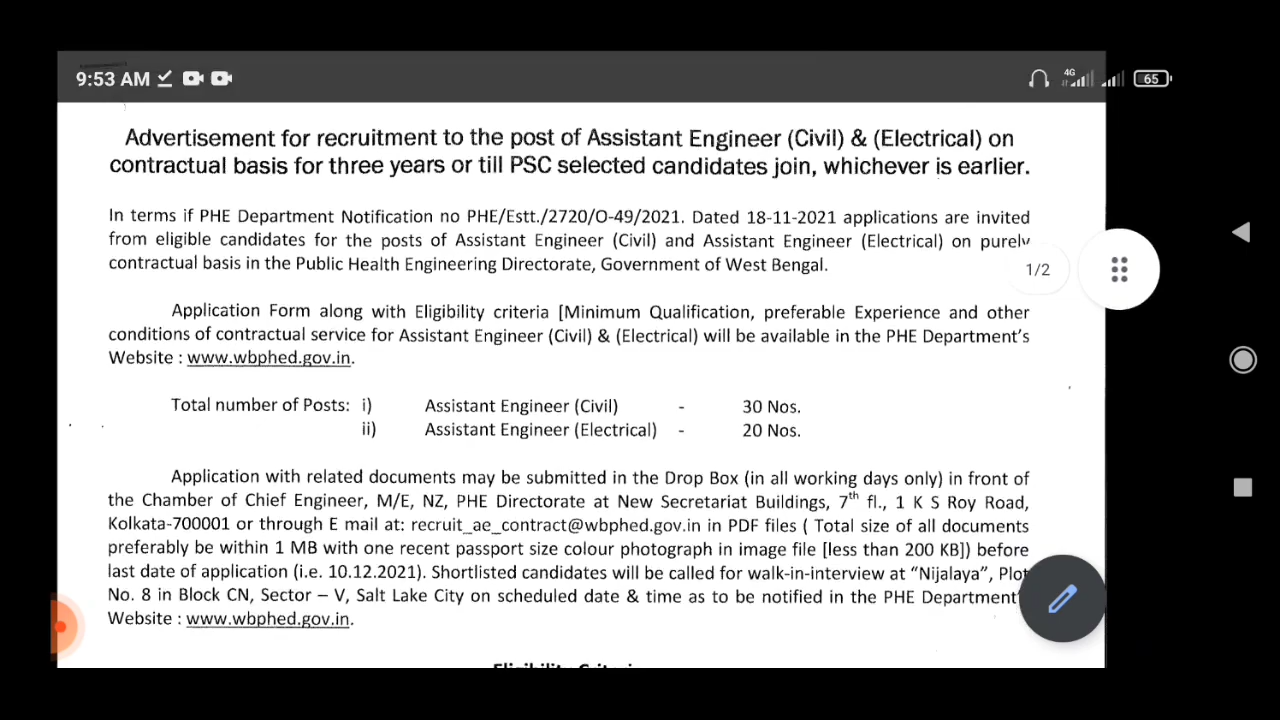 9:53 AM
4G
65
Advertisement for recruitment to the post of Assistant Engineer (Civil) & (Electrical) on
contractual basis for three years or till PSC selected candidates join, whichever is earlier.
In terms if PHE Department Notification no PHE/Estt./2720/O-49/2021. Dated 18-11-2021 applications are invited
from eligible candidates for the posts of Assistant Engineer (Civil) and Assistant Engineer (Electrical) on purely
contractual basis in the Public Health Engineering Directorate, Government of West Bengal.
1/2
Application Form along with Eligibility criteria [Minimum Qualification, preferable Experience and other
conditions of contractual service for Assistant Engineer (Civil) & (Electrical) will be available in the PHE Department's
Website : www.wbphed.gov.in.
Total number of Posts: i) Assistant Engineer (Civil) - 30 Nos.
ii) Assistant Engineer (Electrical) - 20 Nos.
Application with related documents may be submitted in the Drop Box (in all working days only) in front of
the Chamber of Chief Engineer, M/E, NZ, PHE Directorate at New Secretariat Buildings, 7th fl., 1 K S Roy Road,
Kolkata-700001 or through E mail at: recruit_ae_contract@wbphed.gov.in in PDF files ( Total size of all documents
preferably be within 1 MB with one recent passport size colour photograph in image file [less than 200 KB]) before
last date of application (i.e. 10.12.2021). Shortlisted candidates will be called for walk-in-interview at “Nijalaya”, Plot
No. 8 in Block CN, Sector – V, Salt Lake City on scheduled date & time as to be notified in the PHE Department'
Website : www.wbphed.gov.in.